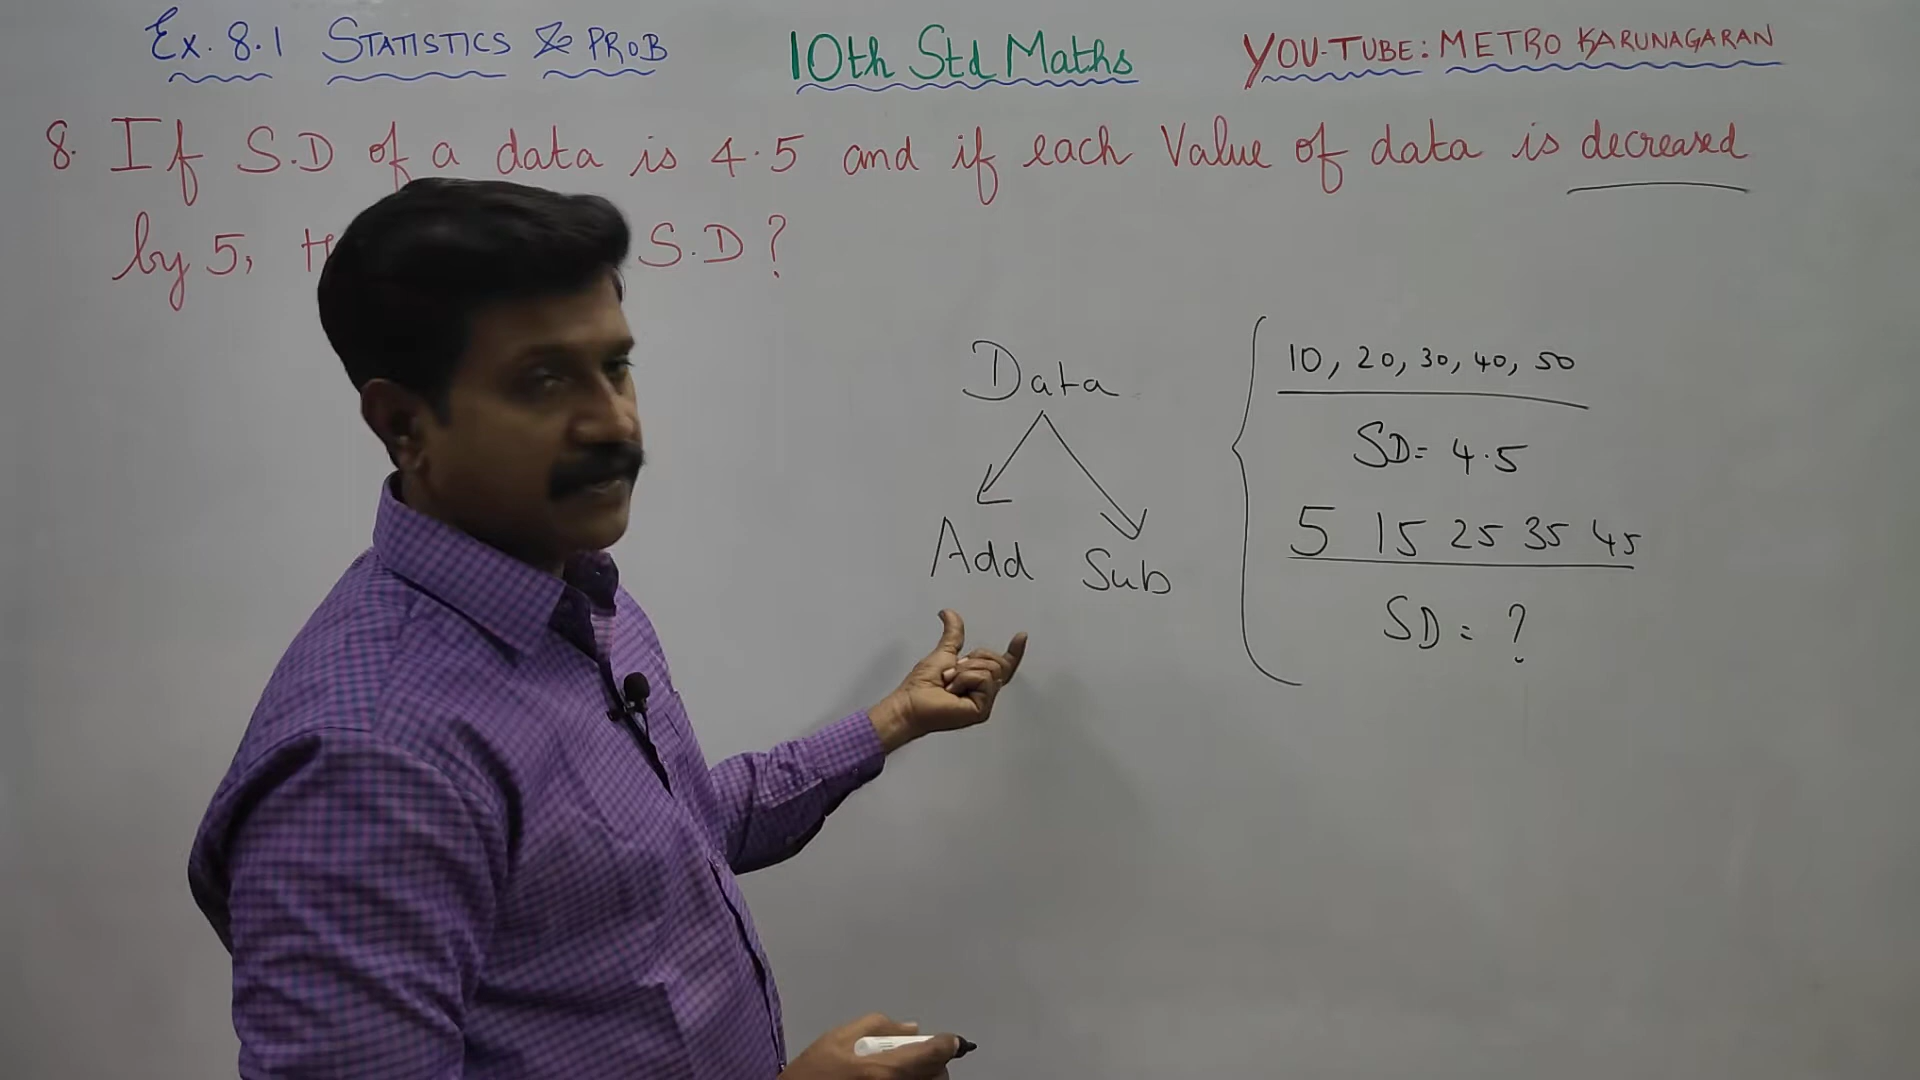 Ex. 8.1 STATISTICS & PROB
10th Std Maths
YOU-TUBE: METRO KARUNAGARAN
8. If S.D of a data is 4.5 and if each Value of data is decreased
by 5, S.D?
Data
Add Sub
10, 20, 30, 40, 50
SD= 4.5
5 15 25 35 45
SD = ?